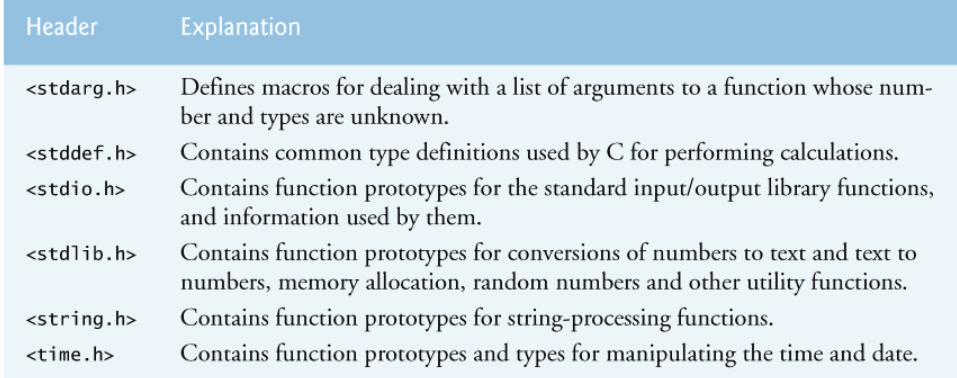 Header Explanation
<stdarg.h> Defines macros for dealing with a list of arguments to a function whose num-
ber and types are unknown.
<stddef.h> Contains common type definitions used by C for performing calculations.
<stdio.h> Contains function prototypes for the standard input/output library functions,
and information used by them.
<stdlib.h> Contains function prototypes for conversions of numbers to text and text to
numbers, memory allocation, random numbers and other utility functions.
<string.h> Contains function prototypes for string-processing functions.
<time.h> Contains function prototypes and types for manipulating the time and date.